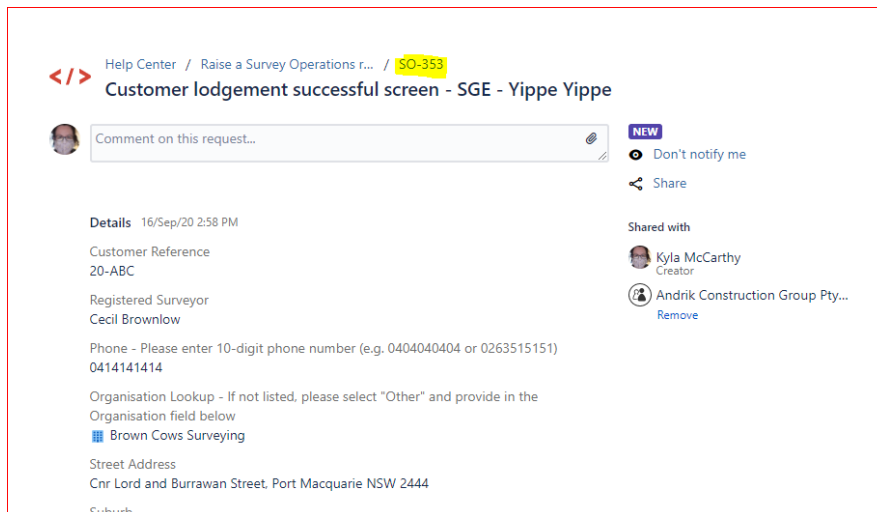 Help Center / Raise a Survey Operations r... / SO-353
</>
Customer lodgement successful screen - SGE - Yippe Yippe
Comment on this request...
NEW
Don't notify me
Share
Details 16/Sep/20 2:58 PM
Customer Reference
20-ABC
Registered Surveyor
Cecil Brownlow
Phone - Please enter 10-digit phone number (e.g. 0404040404 or 0263515151)
0414141414
Organisation Lookup - If not listed, please select "Other" and provide in the
Organisation field below
Brown Cows Surveying
Street Address
Cnr Lord and Burrawan Street, Port Macquarie NSW 2444
Suburb
Shared with
Kyla McCarthy
Creator
Andrik Construction Group Pty...
Remove